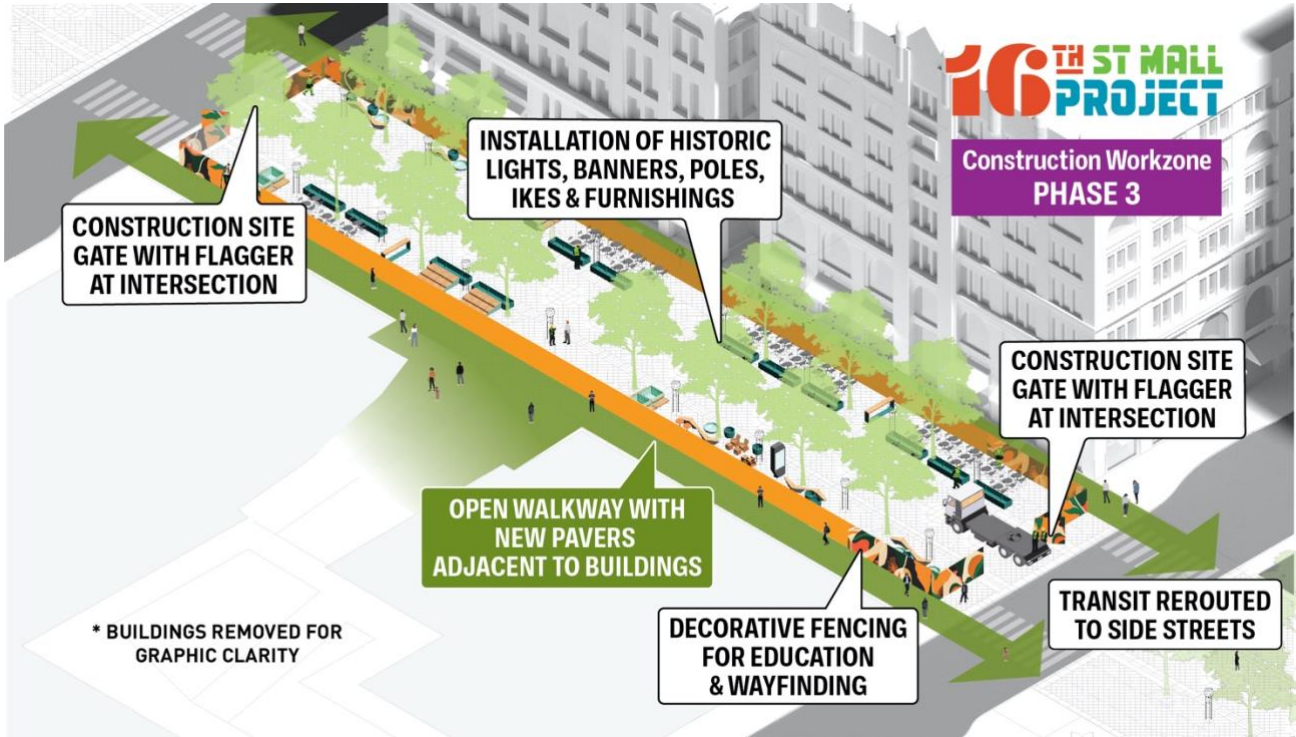 16TH ST MALL
PROJECT
Construction Workzone
PHASE 3
INSTALLATION OF HISTORIC
LIGHTS, BANNERS, POLES,
IKES & FURNISHINGS
CONSTRUCTION SITE
GATE WITH FLAGGER
AT INTERSECTION
CONSTRUCTION SITE
GATE WITH FLAGGER
AT INTERSECTION
OPEN WALKWAY WITH
NEW PAVERS
ADJACENT TO BUILDINGS
TRANSIT REROUTED
TO SIDE STREETS
DECORATIVE FENCING
FOR EDUCATION
& WAYFINDING
* BUILDINGS REMOVED FOR
GRAPHIC CLARITY